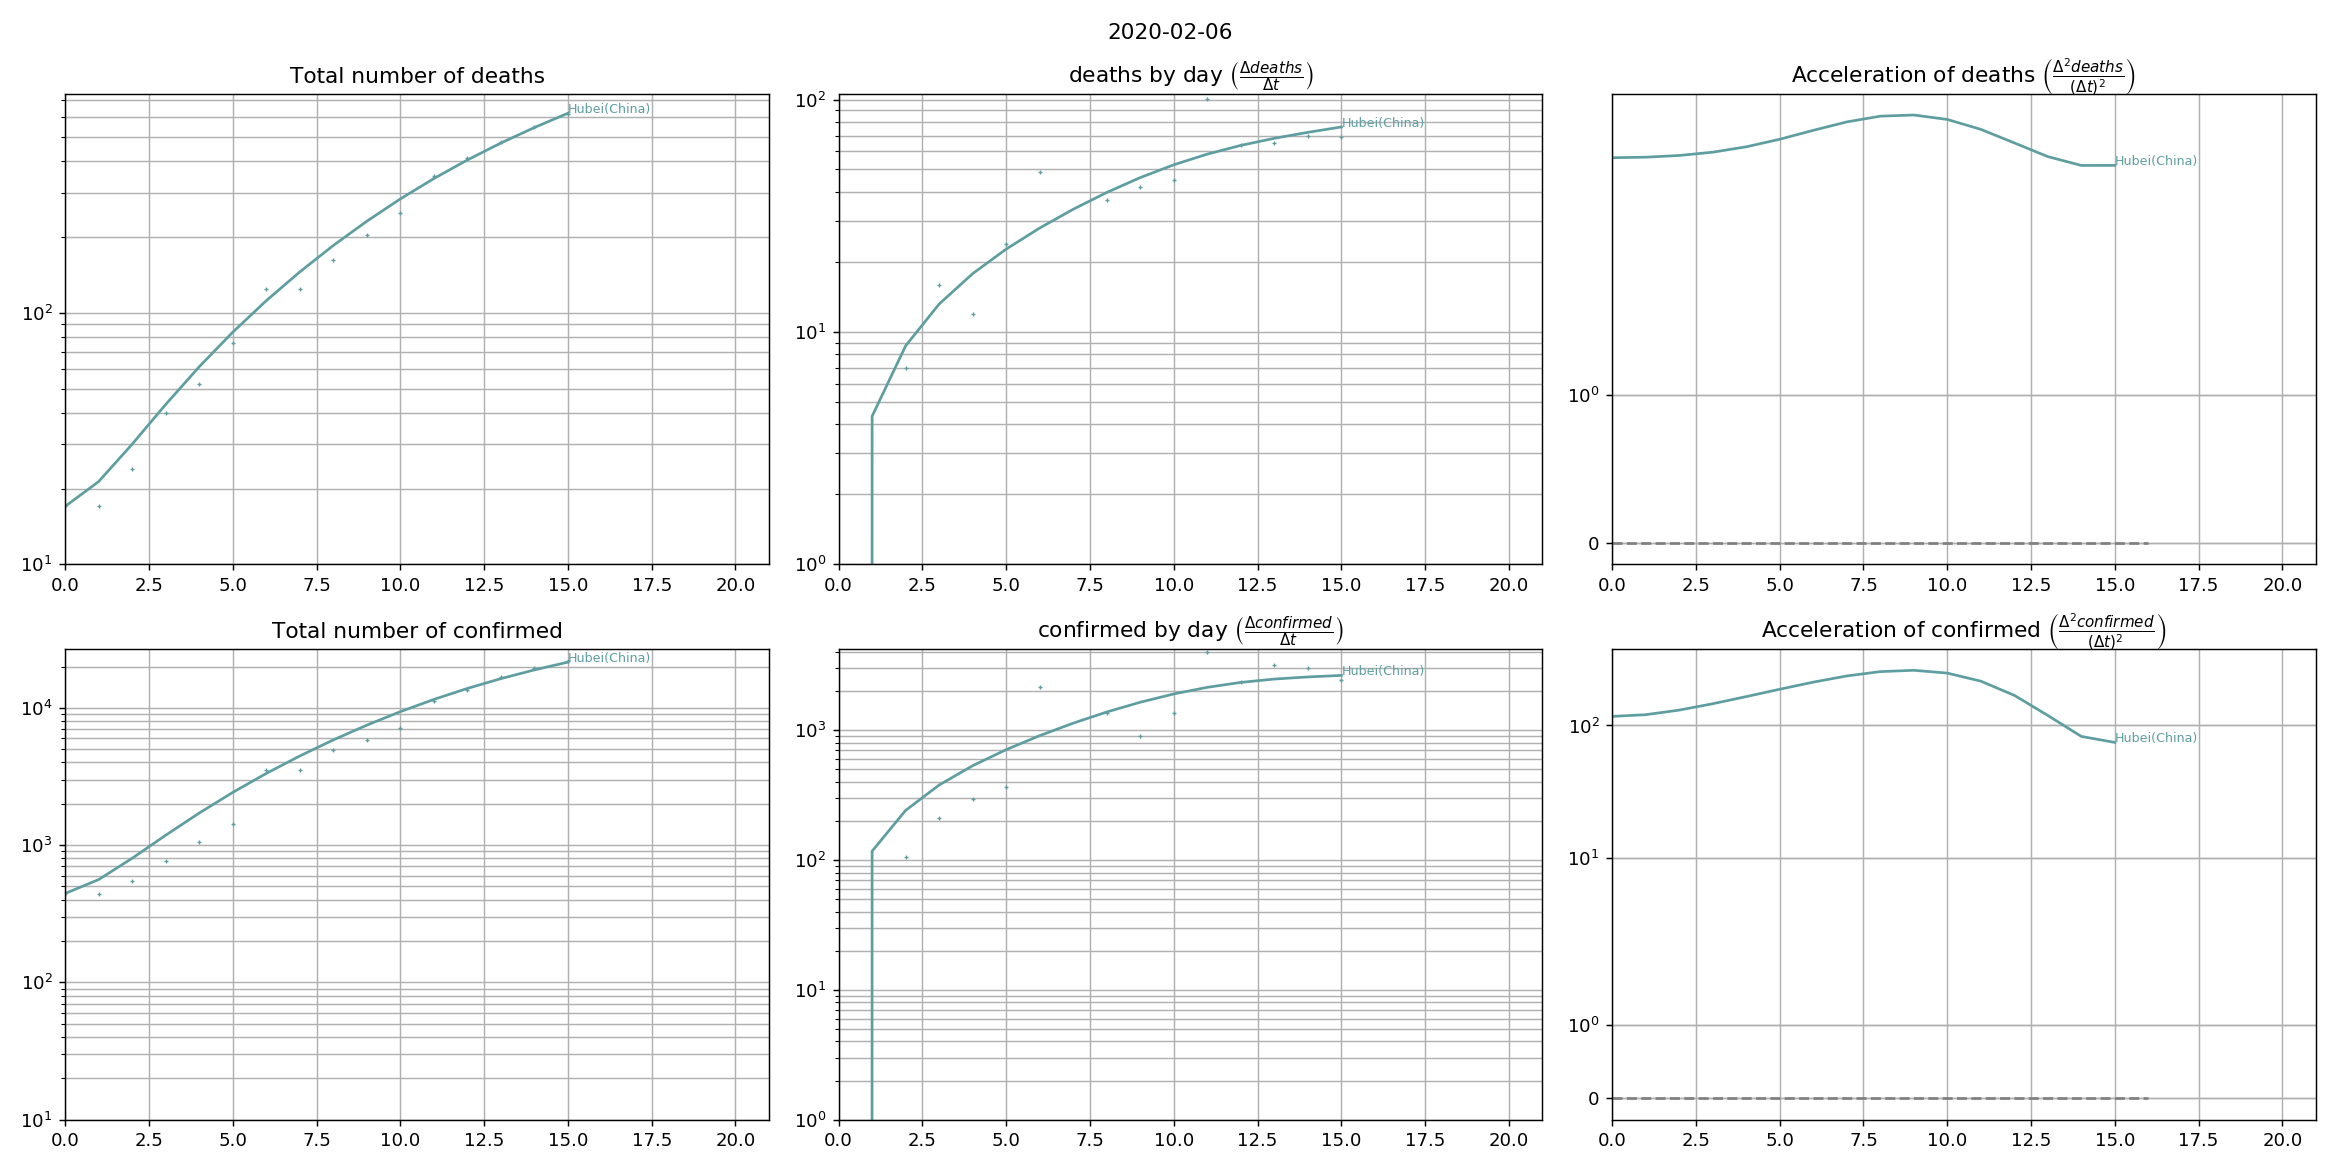 2020-02-06
Total number of deaths
Hubei(China)
10²
10¹
0.0 2.5 5.0 7.5 10.0 12.5 15.0 17.5 20.0
deaths by day (Δdeaths/Δt)
Hubei(China)
10²
10¹
10⁰
0.0 2.5 5.0 7.5 10.0 12.5 15.0 17.5 20.0
Acceleration of deaths (Δ²deaths/(Δt)²)
Hubei(China)
10⁰
0
0.0 2.5 5.0 7.5 10.0 12.5 15.0 17.5 20.0
Total number of confirmed
Hubei(China)
10⁴
10³
10²
10¹
0.0 2.5 5.0 7.5 10.0 12.5 15.0 17.5 20.0
confirmed by day (Δconfirmed/Δt)
Hubei(China)
10³
10²
10¹
10⁰
0.0 2.5 5.0 7.5 10.0 12.5 15.0 17.5 20.0
Acceleration of confirmed (Δ²confirmed/(Δt)²)
10²
Hubei(China)
10¹
10⁰
0
0.0 2.5 5.0 7.5 10.0 12.5 15.0 17.5 20.0